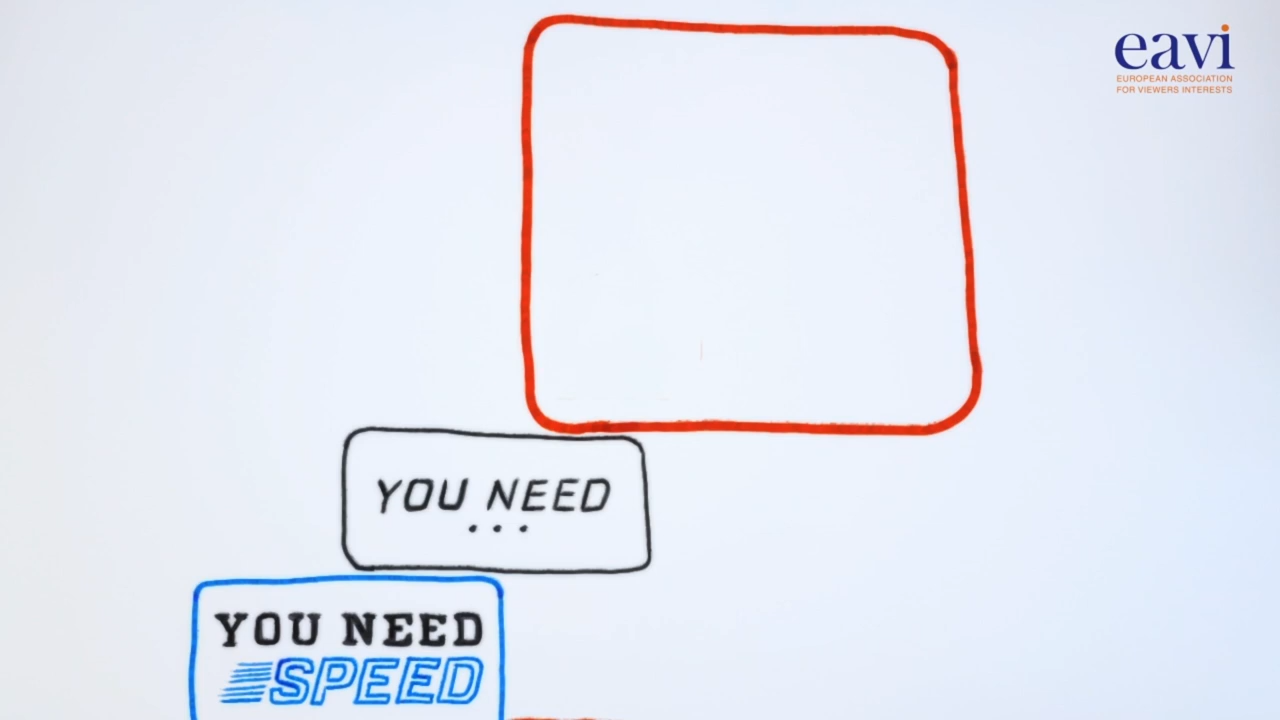 eavi
EUROPEAN ASSOCIATION
FOR VIEWERS INTERESTS
YOU NEED
...
YOU NEED
SPEED